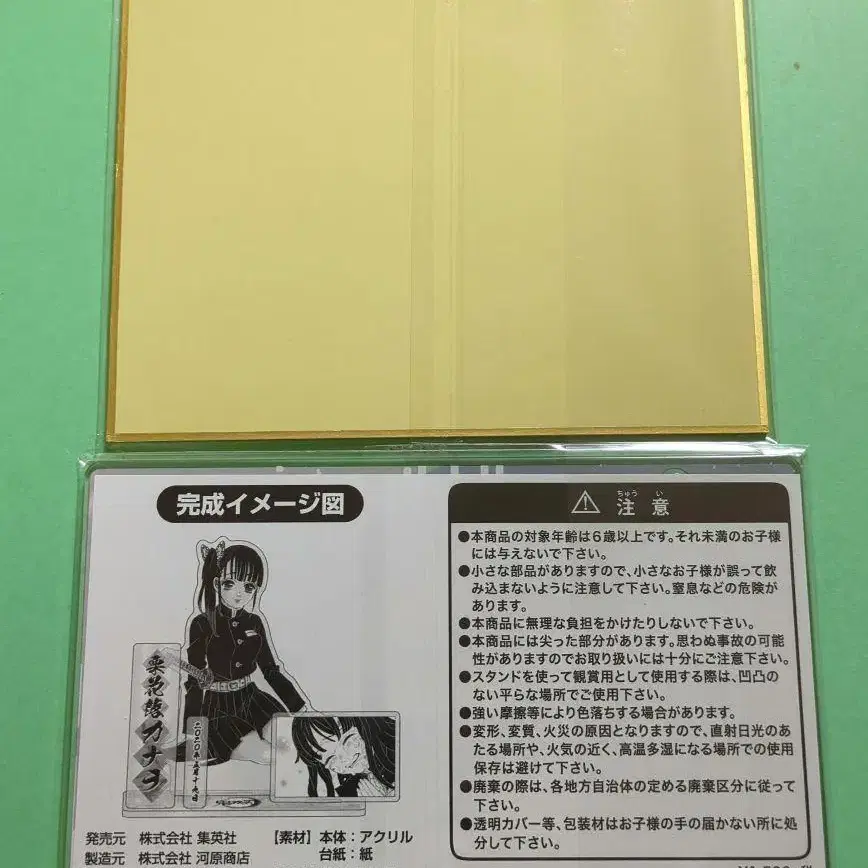 完成イメージ図
栗花落カナヲ
発売元 株式会社 集英社
製造元 株式会社 河原商店
【素材】本体：アクリル
台紙：紙
注意
ちゅう い
●本商品の対象年齢は6歳以上です。それ未満のお子様
には与えないで下さい。
●小さな部品がありますので、小さなお子様が誤って飲
み込まないように注意して下さい。窒息などの危険が
あります。
●本商品に無理な負担をかけたりしないで下さい。
●本商品には尖った部分があります。思わぬ事故の可能
性がありますのでお取り扱いには十分にご注意下さい。
●スタンドを使って観賞用として使用する際は、凹凸の
ない平らな場所でご使用下さい。
●強い摩擦等により色落ちする場合があります。
●変形、変質、火災の原因となりますので、直射日光のあ
たる場所や、火気の近く、高温多湿になる場所での使用
保存は避けて下さい。
●廃棄の際は、各地方自治体の定める廃棄区分に従って
下さい。
●透明カバー等、包装材はお子様の手の届かない所に処
分して下さい。